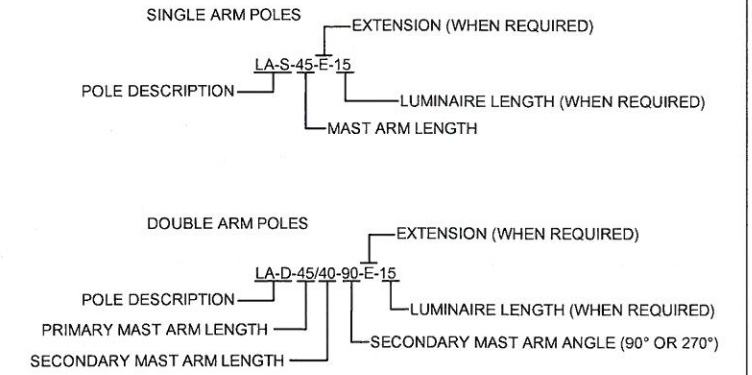 SINGLE ARM POLES
EXTENSION (WHEN REQUIRED)
LA-S-45-E-15
POLE DESCRIPTION
LUMINAIRE LENGTH (WHEN REQUIRED)
MAST ARM LENGTH
DOUBLE ARM POLES
EXTENSION (WHEN REQUIRED)
LA-D-45/40-90-E-15
POLE DESCRIPTION
LUMINAIRE LENGTH (WHEN REQUIRED)
PRIMARY MAST ARM LENGTH
SECONDARY MAST ARM ANGLE (90° OR 270°)
SECONDARY MAST ARM LENGTH